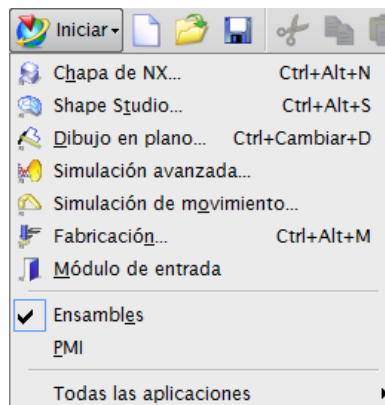 Iniciar
Chapa de NX... Ctrl+Alt+N
Shape Studio... Ctrl+Alt+S
Dibujo en plano... Ctrl+Cambiar+D
Simulación avanzada...
Simulación de movimiento...
Fabricación... Ctrl+Alt+M
Módulo de entrada
Ensambles
PMI
Todas las aplicaciones